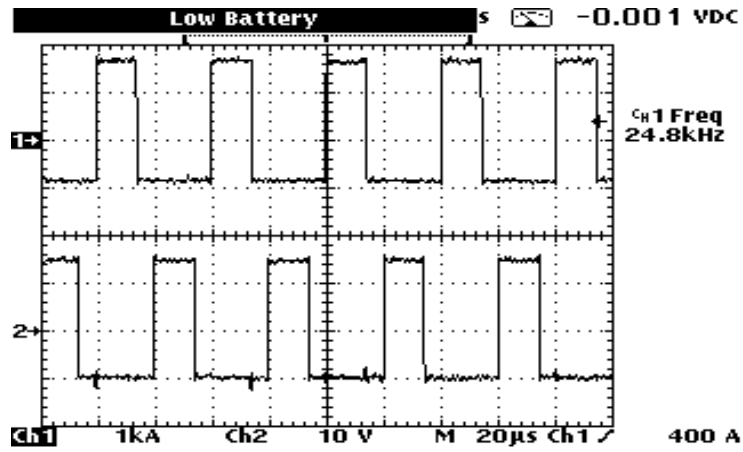 Low Battery s -0.001 VDC
CH1 Freq
24.8kHz
1
2
Ch1 1kA Ch2 10 V M 20µs Ch1 400 A